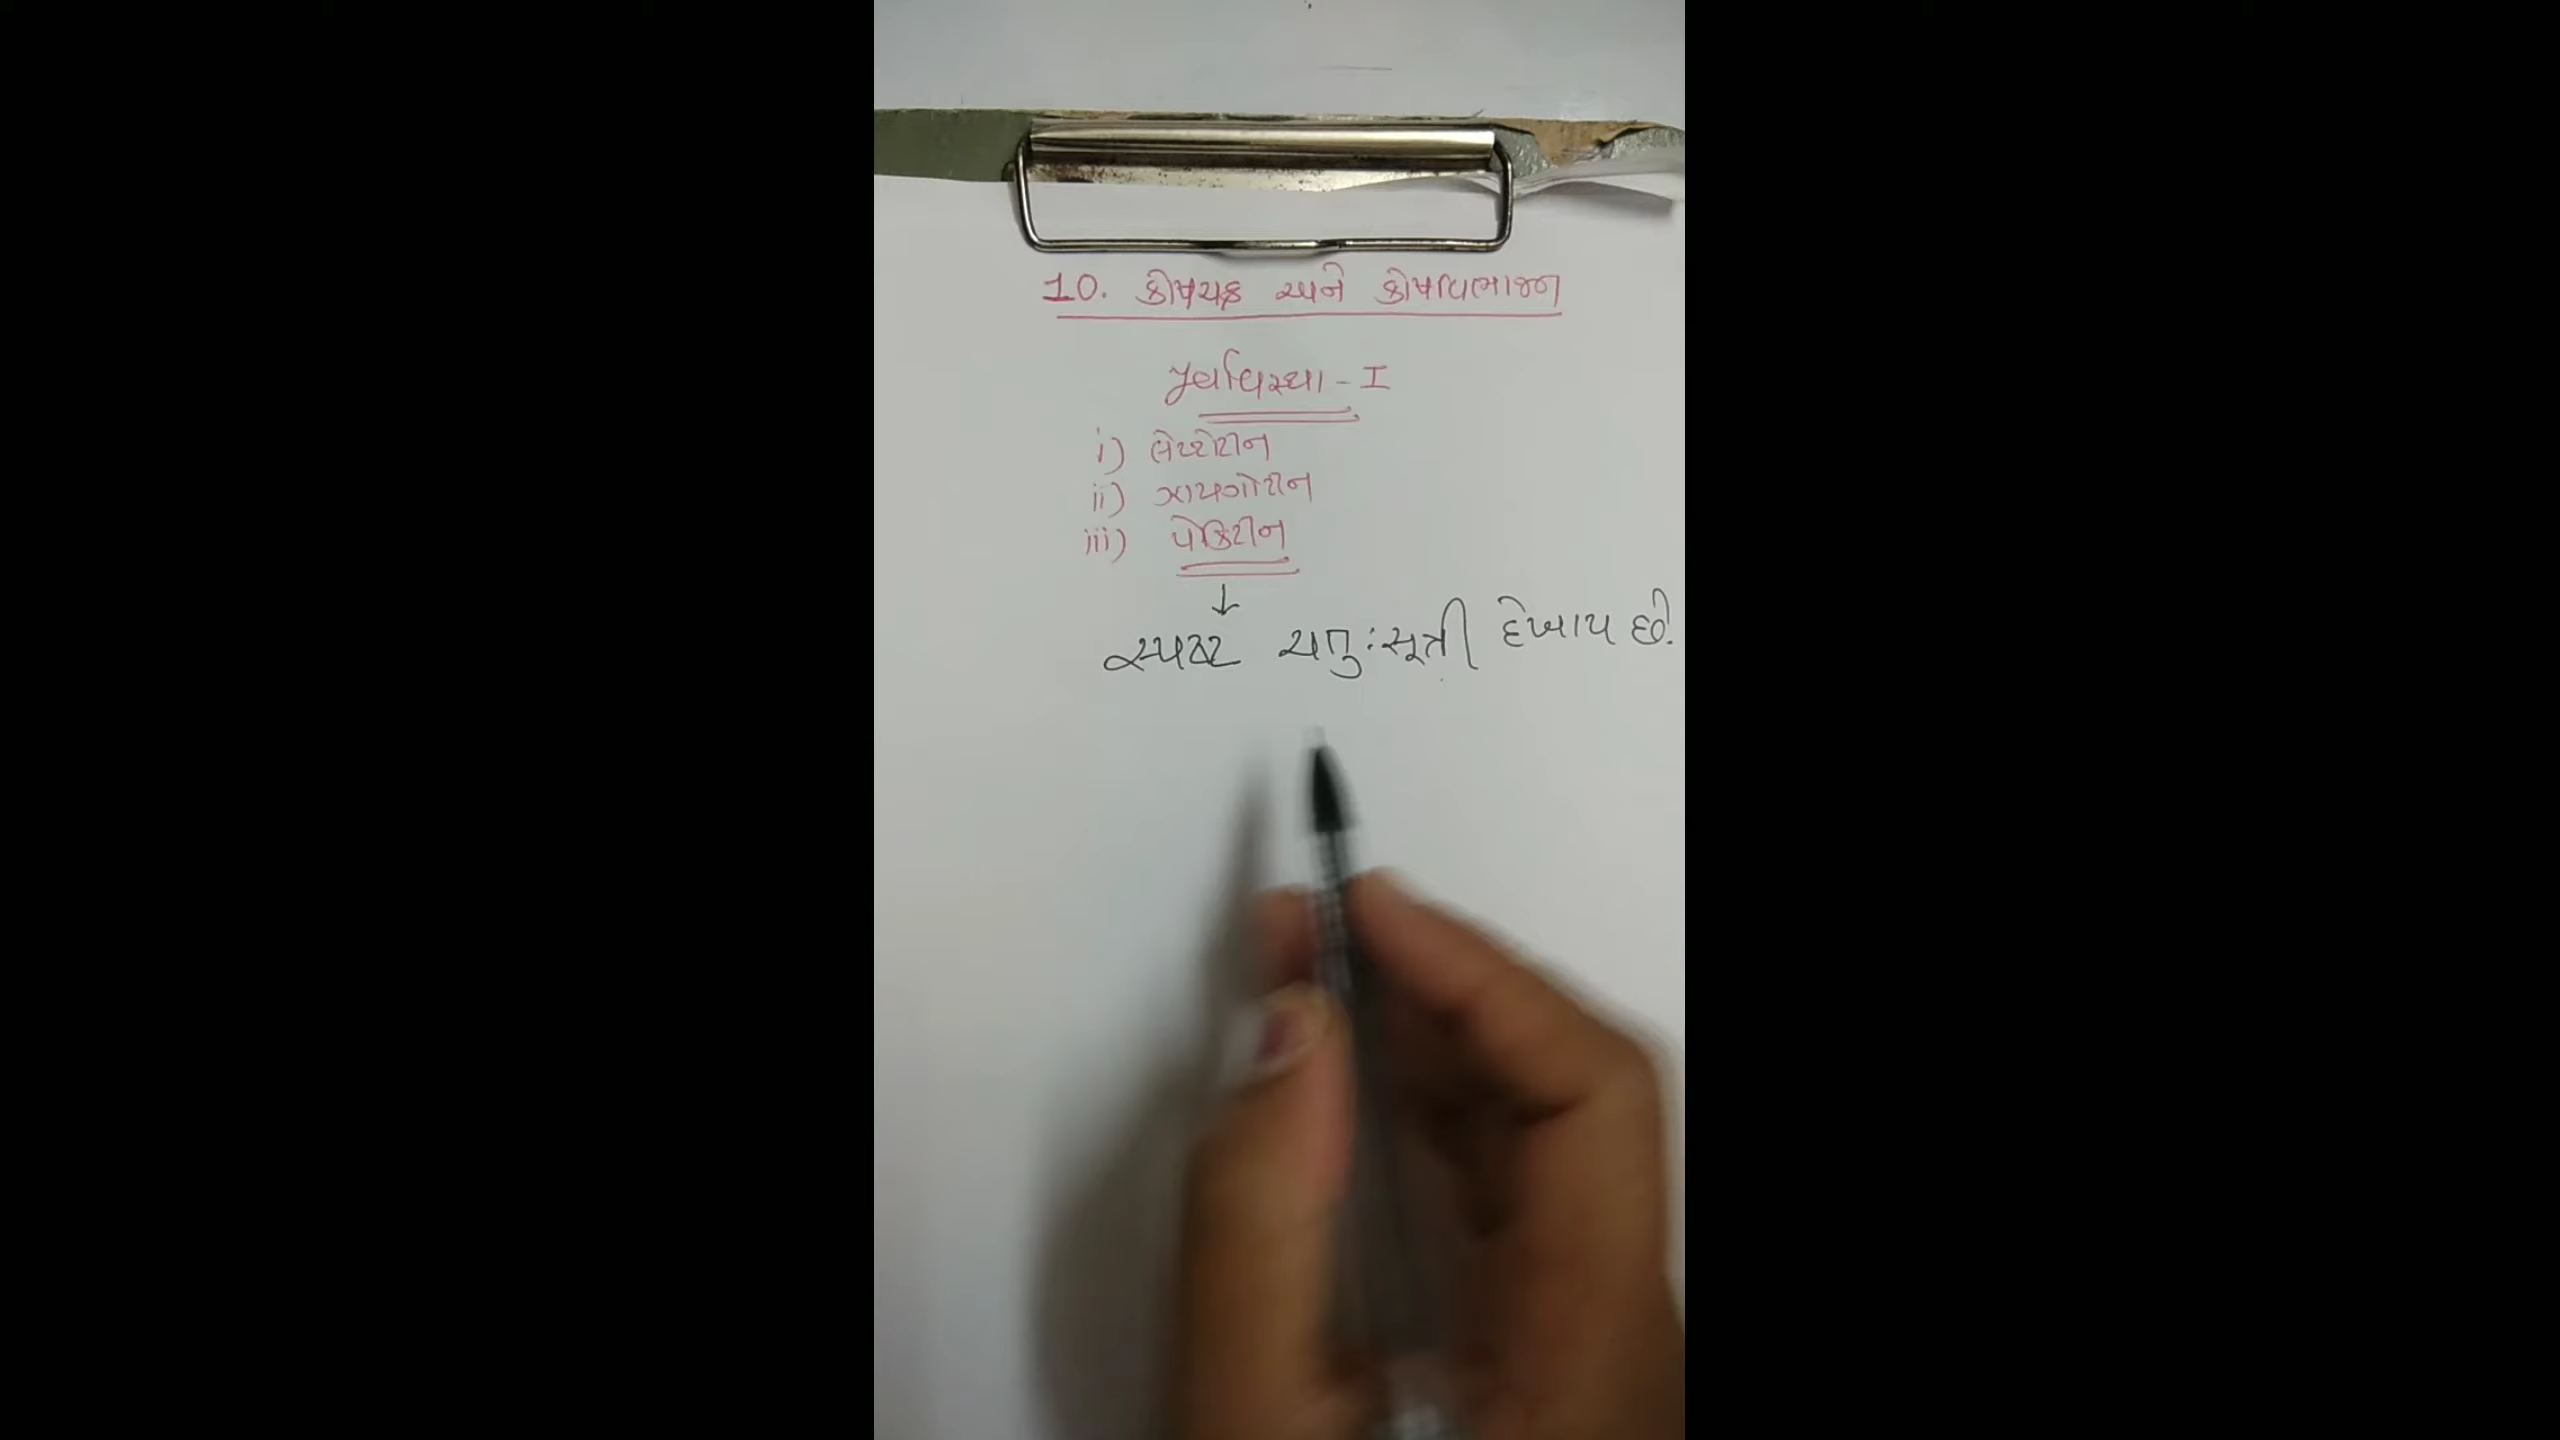 10. કોષચક્ર અને કોષવિભાજન
પૂર્વાવસ્થા - I
i) લેપ્ટોટીન
ii) ઝાયગોટીન
iii) પેકિટીન
↓
સ્પષ્ટ ચતુઃસૂત્રી દેખાય છે.